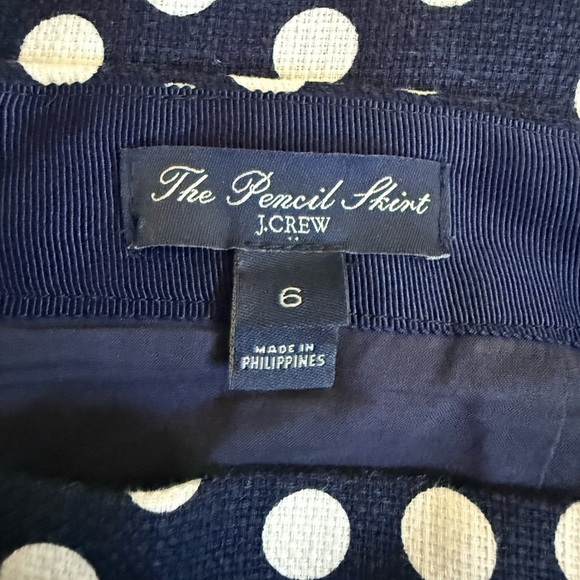 The Pencil Skirt
J.CREW
6
MADE IN
PHILIPPINES